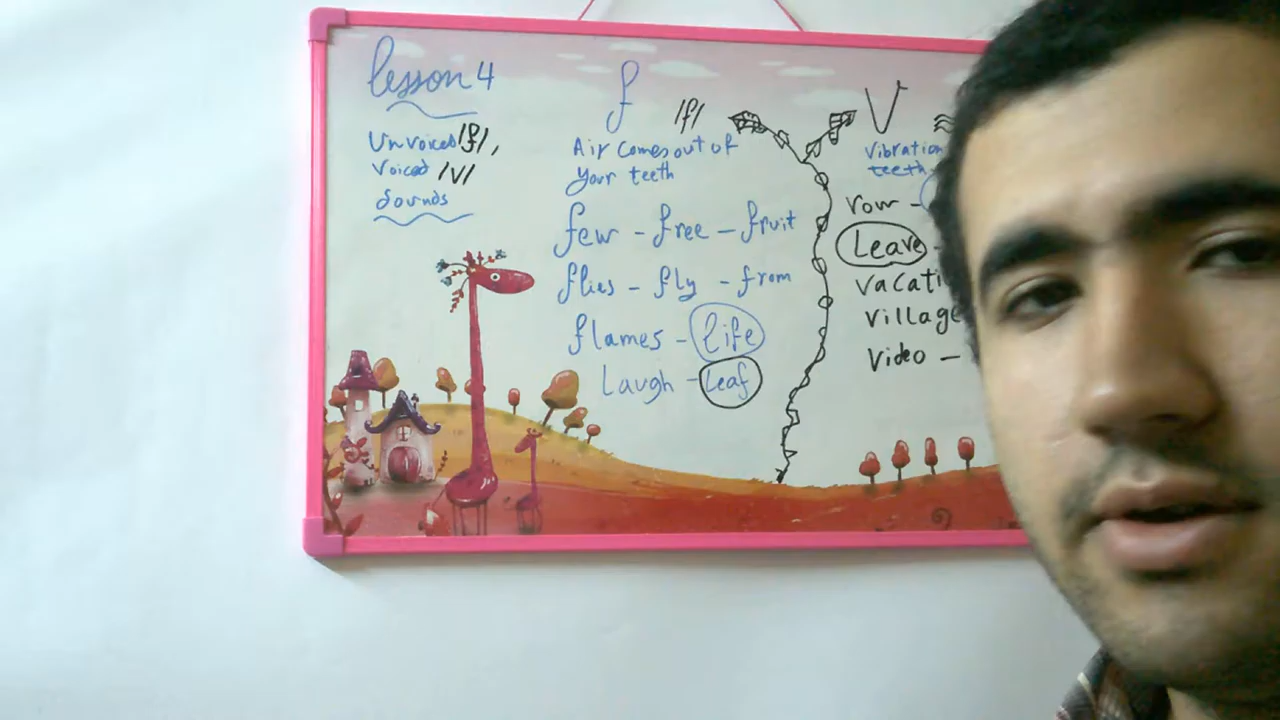 lesson 4
Unvoiced /f/,
Voiced /v/
Sounds
f /f/
Air comes out of
your teeth
few - free - fruit
flies - fly - from
flames - life
Laugh - Leaf
V
Vibration
teeth
vow -
Leave -
vacati
village
Video -